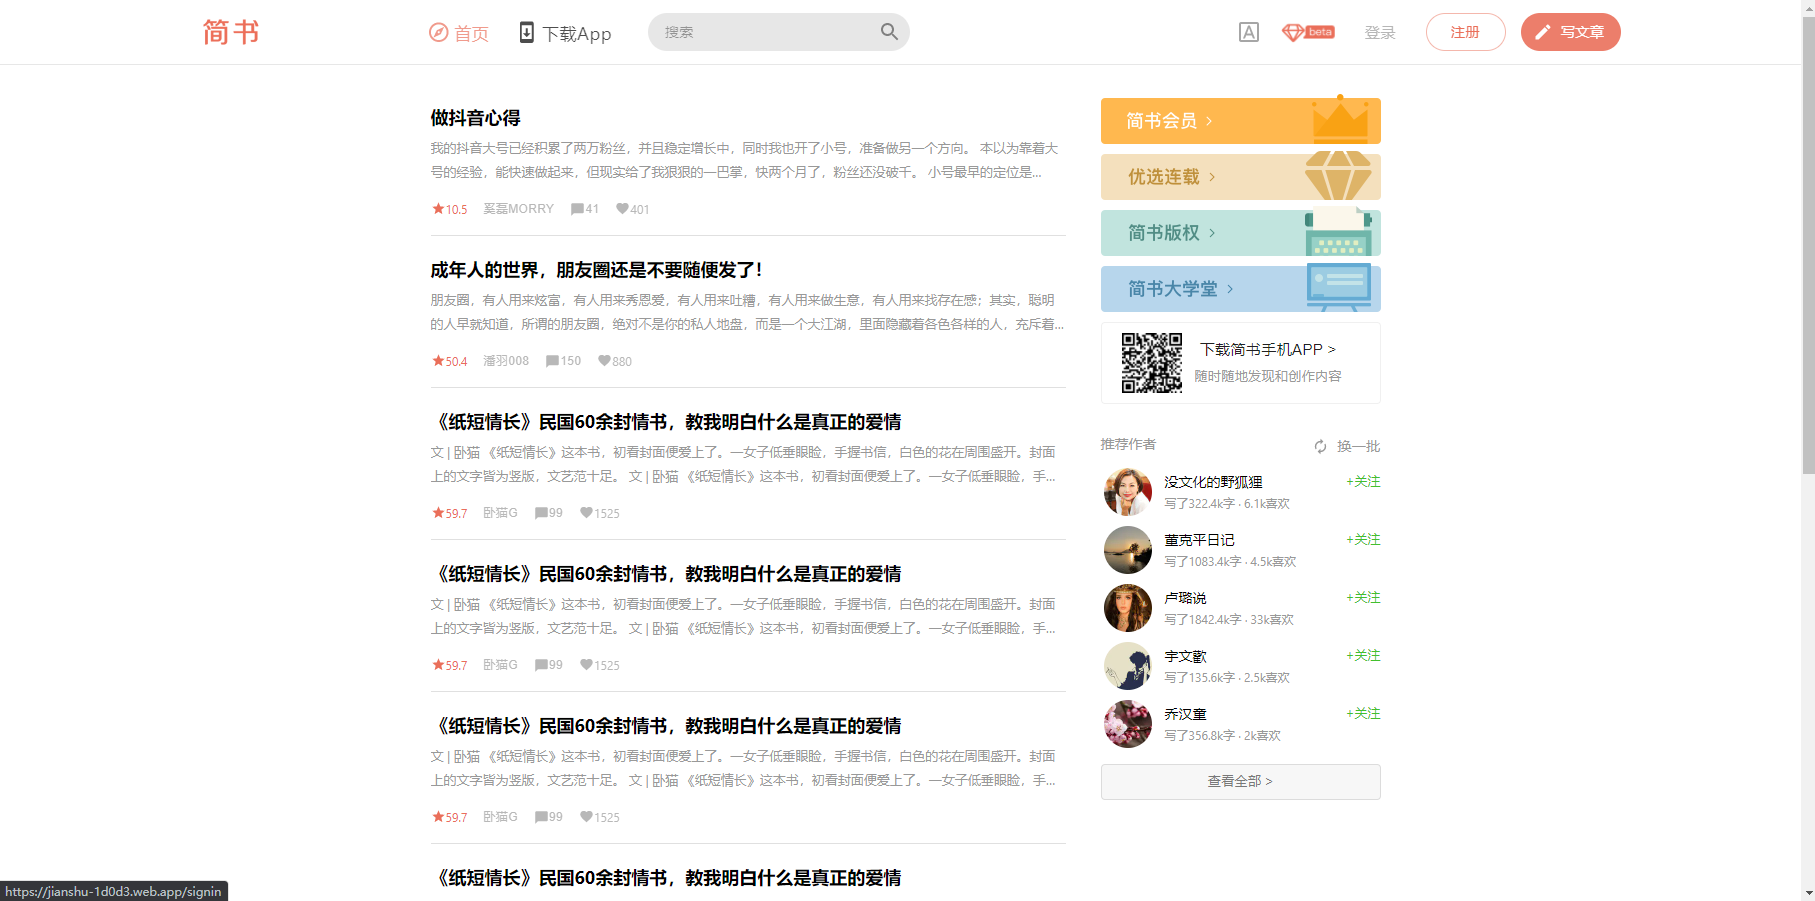 简书
首页
下载App
搜索
A
beta
登录
注册
写文章
做抖音心得
我的抖音大号已经积累了两万粉丝，并且稳定增长中，同时我也开了小号，准备做另一个方向。 本以为靠着大
号的经验，能快速做起来，但现实给了我狠狠的一巴掌，快两个月了，粉丝还没破千。 小号最早的定位是...
10.5 奚磊MORRY 41 401
成年人的世界，朋友圈还是不要随便发了！
朋友圈，有人用来炫富，有人用来秀恩爱，有人用来吐糟，有人用来做生意，有人用来找存在感；其实，聪明
的人早就知道，所谓的朋友圈，绝对不是你的私人地盘，而是一个大江湖，里面隐藏着各色各样的人，充斥着...
50.4 潘羽008 150 880
《纸短情长》民国60余封情书，教我明白什么是真正的爱情
文 | 卧猫 《纸短情长》这本书，初看封面便爱上了。一女子低垂眼睑，手握书信，白色的花在周围盛开。封面
上的文字皆为竖版，文艺范十足。 文 | 卧猫 《纸短情长》这本书，初看封面便爱上了。一女子低垂眼睑，手...
59.7 卧猫G 99 1525
《纸短情长》民国60余封情书，教我明白什么是真正的爱情
文 | 卧猫 《纸短情长》这本书，初看封面便爱上了。一女子低垂眼睑，手握书信，白色的花在周围盛开。封面
上的文字皆为竖版，文艺范十足。 文 | 卧猫 《纸短情长》这本书，初看封面便爱上了。一女子低垂眼睑，手...
59.7 卧猫G 99 1525
《纸短情长》民国60余封情书，教我明白什么是真正的爱情
文 | 卧猫 《纸短情长》这本书，初看封面便爱上了。一女子低垂眼睑，手握书信，白色的花在周围盛开。封面
上的文字皆为竖版，文艺范十足。 文 | 卧猫 《纸短情长》这本书，初看封面便爱上了。一女子低垂眼睑，手...
59.7 卧猫G 99 1525
《纸短情长》民国60余封情书，教我明白什么是真正的爱情
简书会员 >
优选连载 >
简书版权 >
简书大学堂 >
下载简书手机APP >
随时随地发现和创作内容
推荐作者
换一批
没文化的野狐狸
+关注
写了322.4k字 · 6.1k喜欢
董克平日记
+关注
写了1083.4k字 · 4.5k喜欢
卢璐说
+关注
写了1842.4k字 · 33k喜欢
宇文歡
+关注
写了135.6k字 · 2.5k喜欢
乔汉童
+关注
写了356.8k字 · 2k喜欢
查看全部 >
https://jianshu-1d0d3.web.app/signin